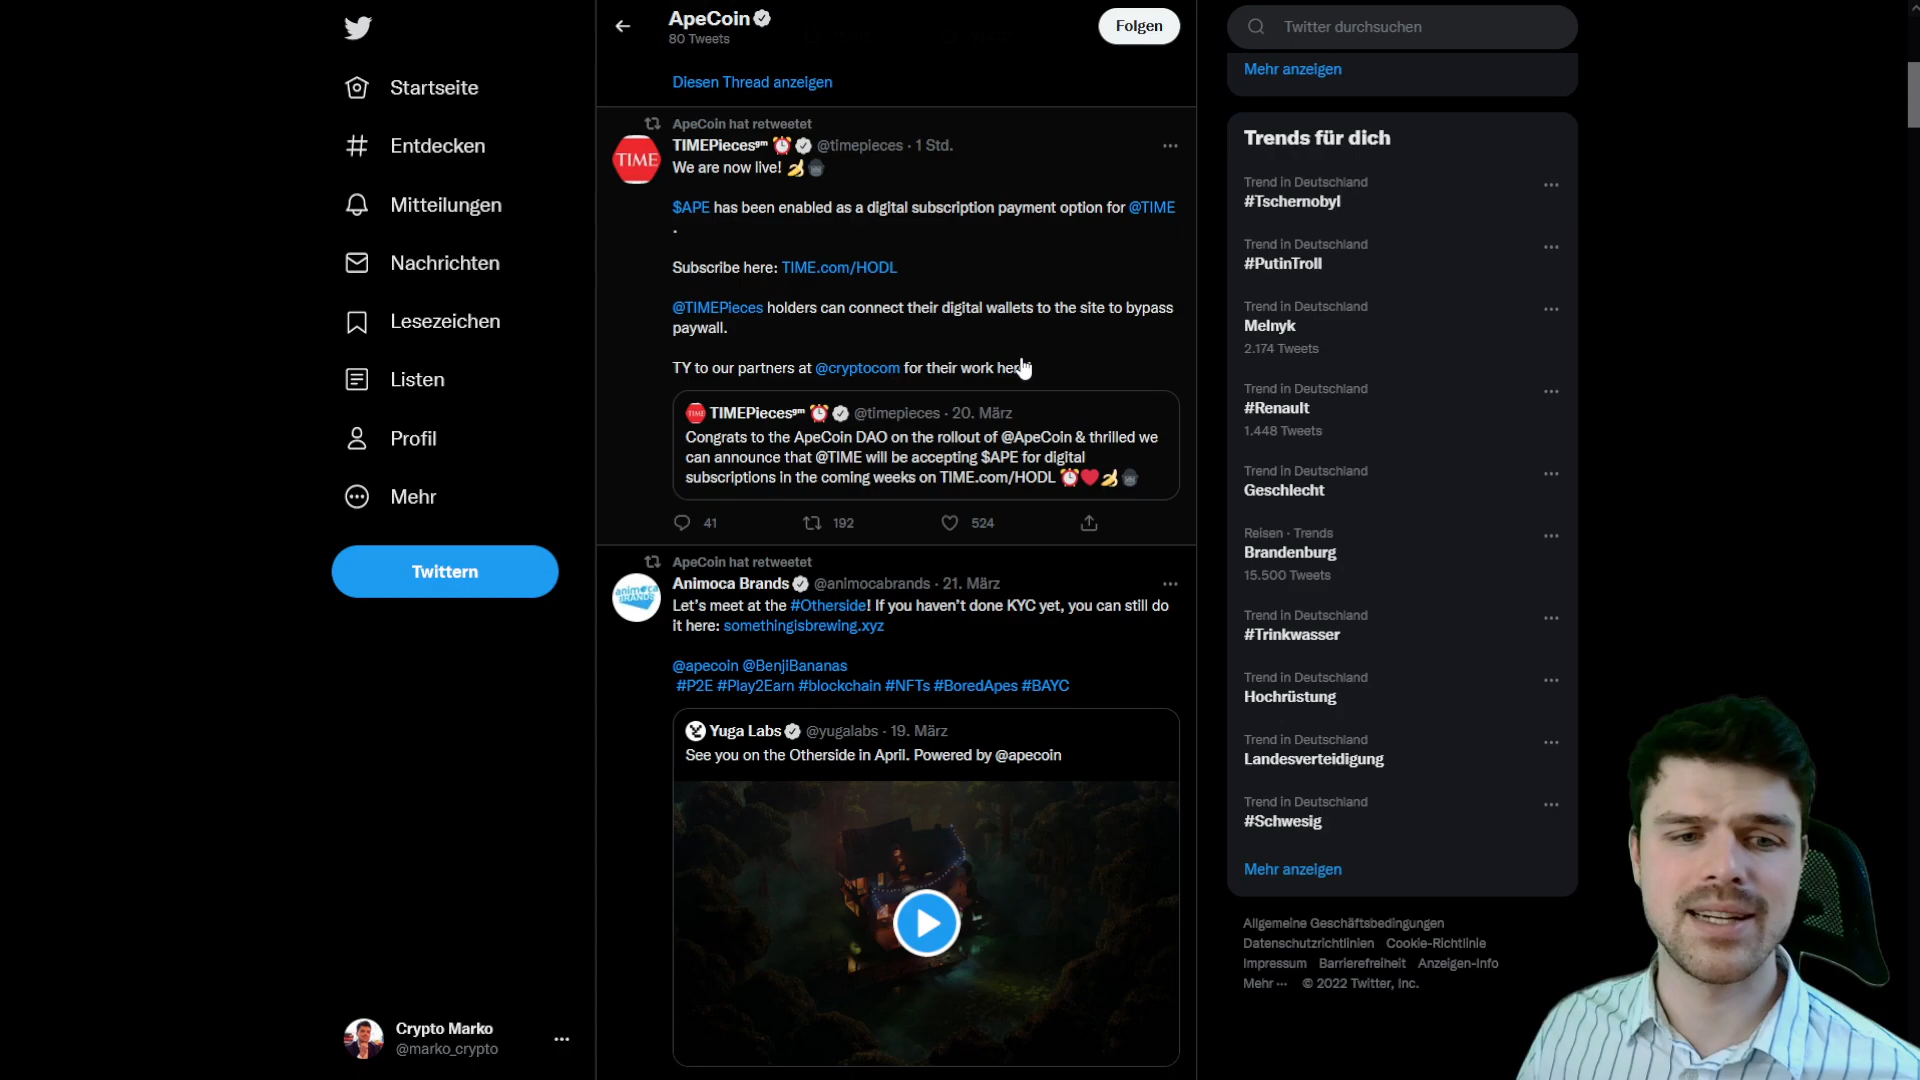 Startseite
Entdecken
Mitteilungen
Nachrichten
Lesezeichen
Listen
Profil
Mehr
Twittern
Crypto Marko
@marko_crypto
ApeCoin
80 Tweets
Folgen
Diesen Thread anzeigen
ApeCoin hat retweetet
TIME
TIMEPiecesᵍᵐ @timepieces · 1 Std.
We are now live!
$APE has been enabled as a digital subscription payment option for @TIME
.
Subscribe here: TIME.com/HODL
@TIMEPieces holders can connect their digital wallets to the site to bypass
paywall.
TY to our partners at @cryptocom for their work
TIMEPiecesᵍᵐ @timepieces · 20. März
Congrats to the ApeCoin DAO on the rollout of @ApeCoin & thrilled we
can announce that @TIME will be accepting $APE for digital
subscriptions in the coming weeks on TIME.com/HODL
41 192 524
ApeCoin hat retweetet
animoca BRANDS
Animoca Brands @animocabrands · 21. März
Let's meet at the #Otherside! If you haven't done KYC yet, you can still do
it here: somethingisbrewing.xyz
@apecoin @BenjiBananas
#P2E #Play2Earn #blockchain #NFTs #BoredApes #BAYC
Yuga Labs @yugalabs · 19. März
See you on the Otherside in April. Powered by @apecoin
Twitter durchsuchen
Mehr anzeigen
Trends für dich
Trend in Deutschland
#Tschernobyl
Trend in Deutschland
#PutinTroll
Trend in Deutschland
Melnyk
2.174 Tweets
Trend in Deutschland
#Renault
1.448 Tweets
Trend in Deutschland
Geschlecht
Reisen · Trends
Brandenburg
15.500 Tweets
Trend in Deutschland
#Trinkwasser
Trend in Deutschland
Hochrüstung
Trend in Deutschland
Landesverteidigung
Trend in Deutschland
#Schwesig
Mehr anzeigen
Allgemeine Geschäftsbedingungen
Datenschutzrichtlinien Cookie-Richtlinie
Impressum Barrierefreiheit Anzeigen-Info
Mehr ··· © 2022 Twitter, Inc.